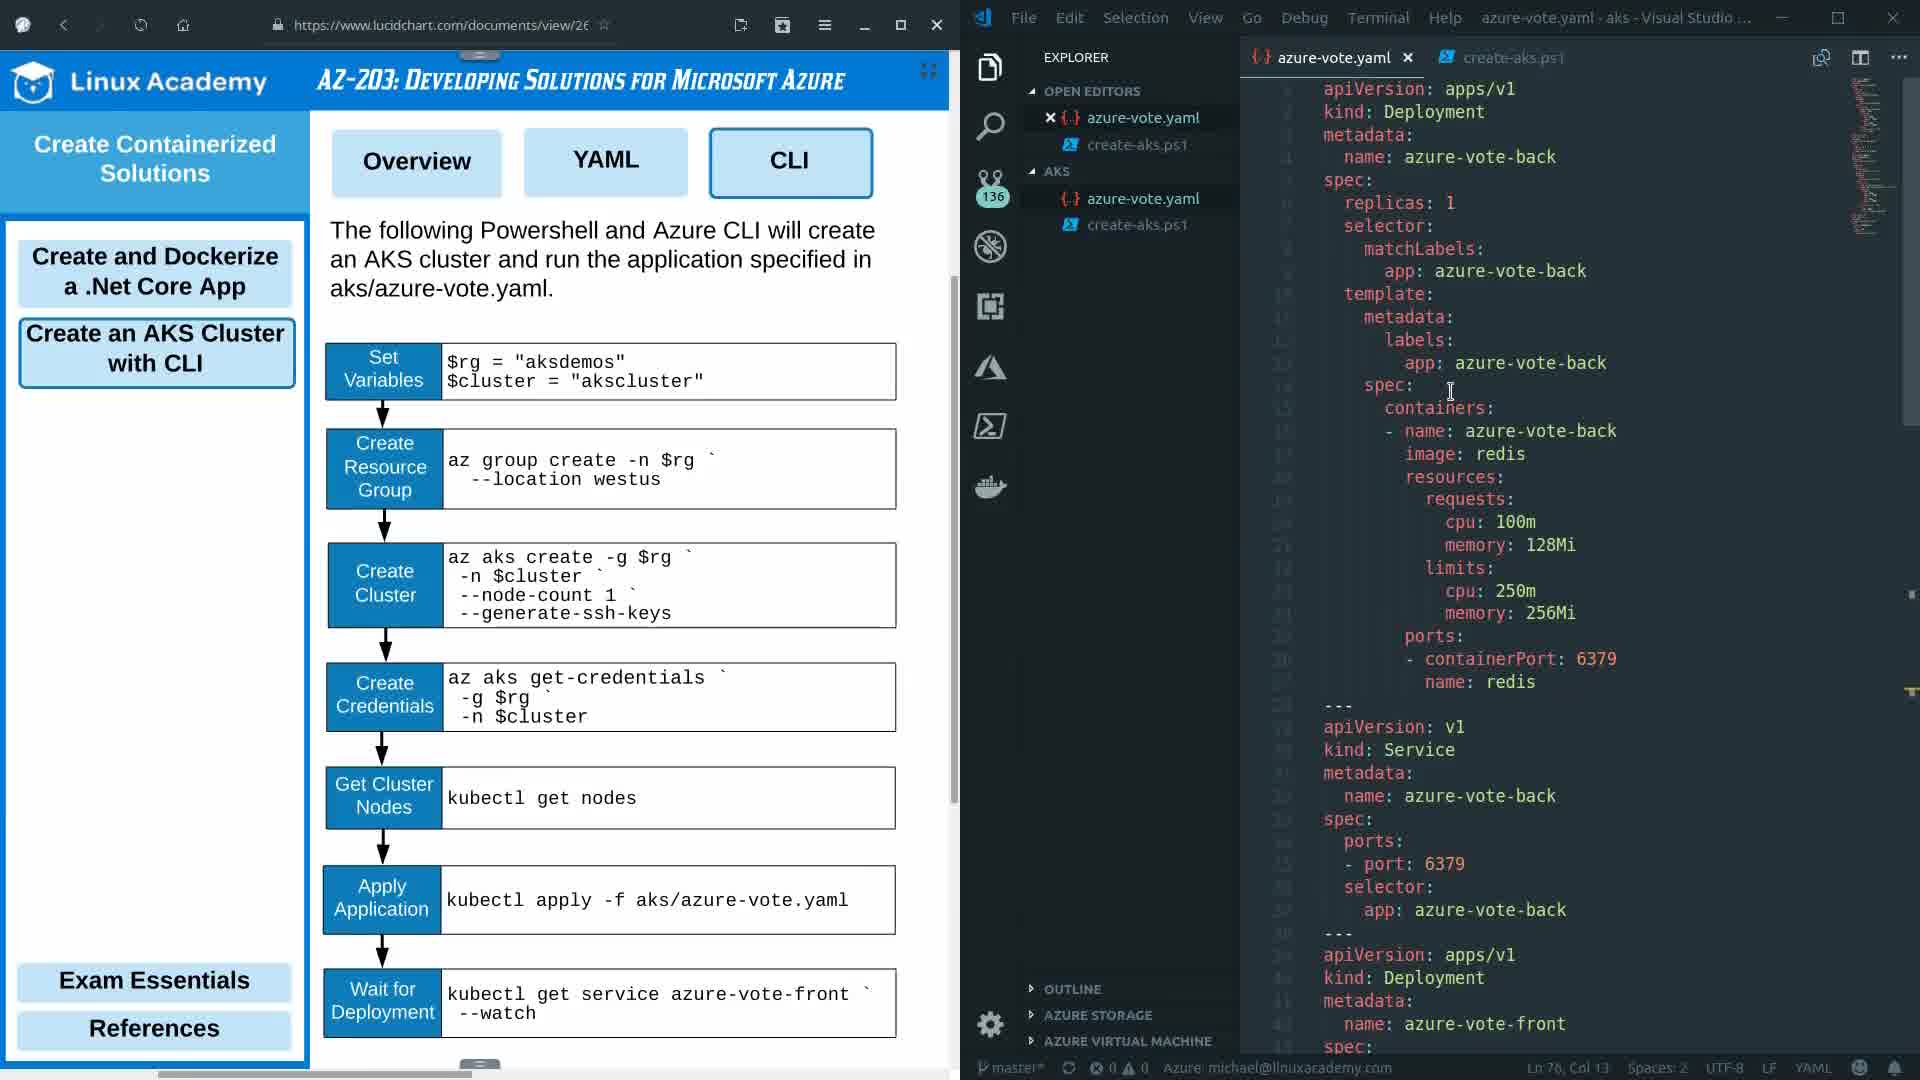 https://www.lucidchart.com/documents/view/26
Linux Academy
AZ-203: Developing Solutions for Microsoft Azure
Create Containerized
Solutions
Create and Dockerize
a .Net Core App
Create an AKS Cluster
with CLI
Exam Essentials
References
Overview
YAML
CLI
The following Powershell and Azure CLI will create
an AKS cluster and run the application specified in
aks/azure-vote.yaml.
Set
Variables
$rg = "aksdemos"
$cluster = "akscluster"
Create
Resource
Group
az group create -n $rg `
--location westus
Create
Cluster
az aks create -g $rg `
-n $cluster `
--node-count 1 `
--generate-ssh-keys
Create
Credentials
az aks get-credentials `
-g $rg `
-n $cluster
Get Cluster
Nodes
kubectl get nodes
Apply
Application
kubectl apply -f aks/azure-vote.yaml
Wait for
Deployment
kubectl get service azure-vote-front `
--watch
File Edit Selection View Go Debug Terminal Help azure-vote.yaml - aks - Visual Studio ...
EXPLORER
OPEN EDITORS
azure-vote.yaml
create-aks.ps1
AKS
azure-vote.yaml
create-aks.ps1
136
OUTLINE
AZURE STORAGE
AZURE VIRTUAL MACHINE
azure-vote.yaml
create-aks.ps1
apiVersion: apps/v1
kind: Deployment
metadata:
name: azure-vote-back
spec:
replicas: 1
selector:
matchLabels:
app: azure-vote-back
template:
metadata:
labels:
app: azure-vote-back
spec:
containers:
- name: azure-vote-back
image: redis
resources:
requests:
cpu: 100m
memory: 128Mi
limits:
cpu: 250m
memory: 256Mi
ports:
- containerPort: 6379
name: redis
---
apiVersion: v1
kind: Service
metadata:
name: azure-vote-back
spec:
ports:
- port: 6379
selector:
app: azure-vote-back
---
apiVersion: apps/v1
kind: Deployment
metadata:
name: azure-vote-front
spec:
master* 0 0 Azure: michael@linuxacademy.com Ln 76, Col 13 Spaces: 2 UTF-8 LF YAML